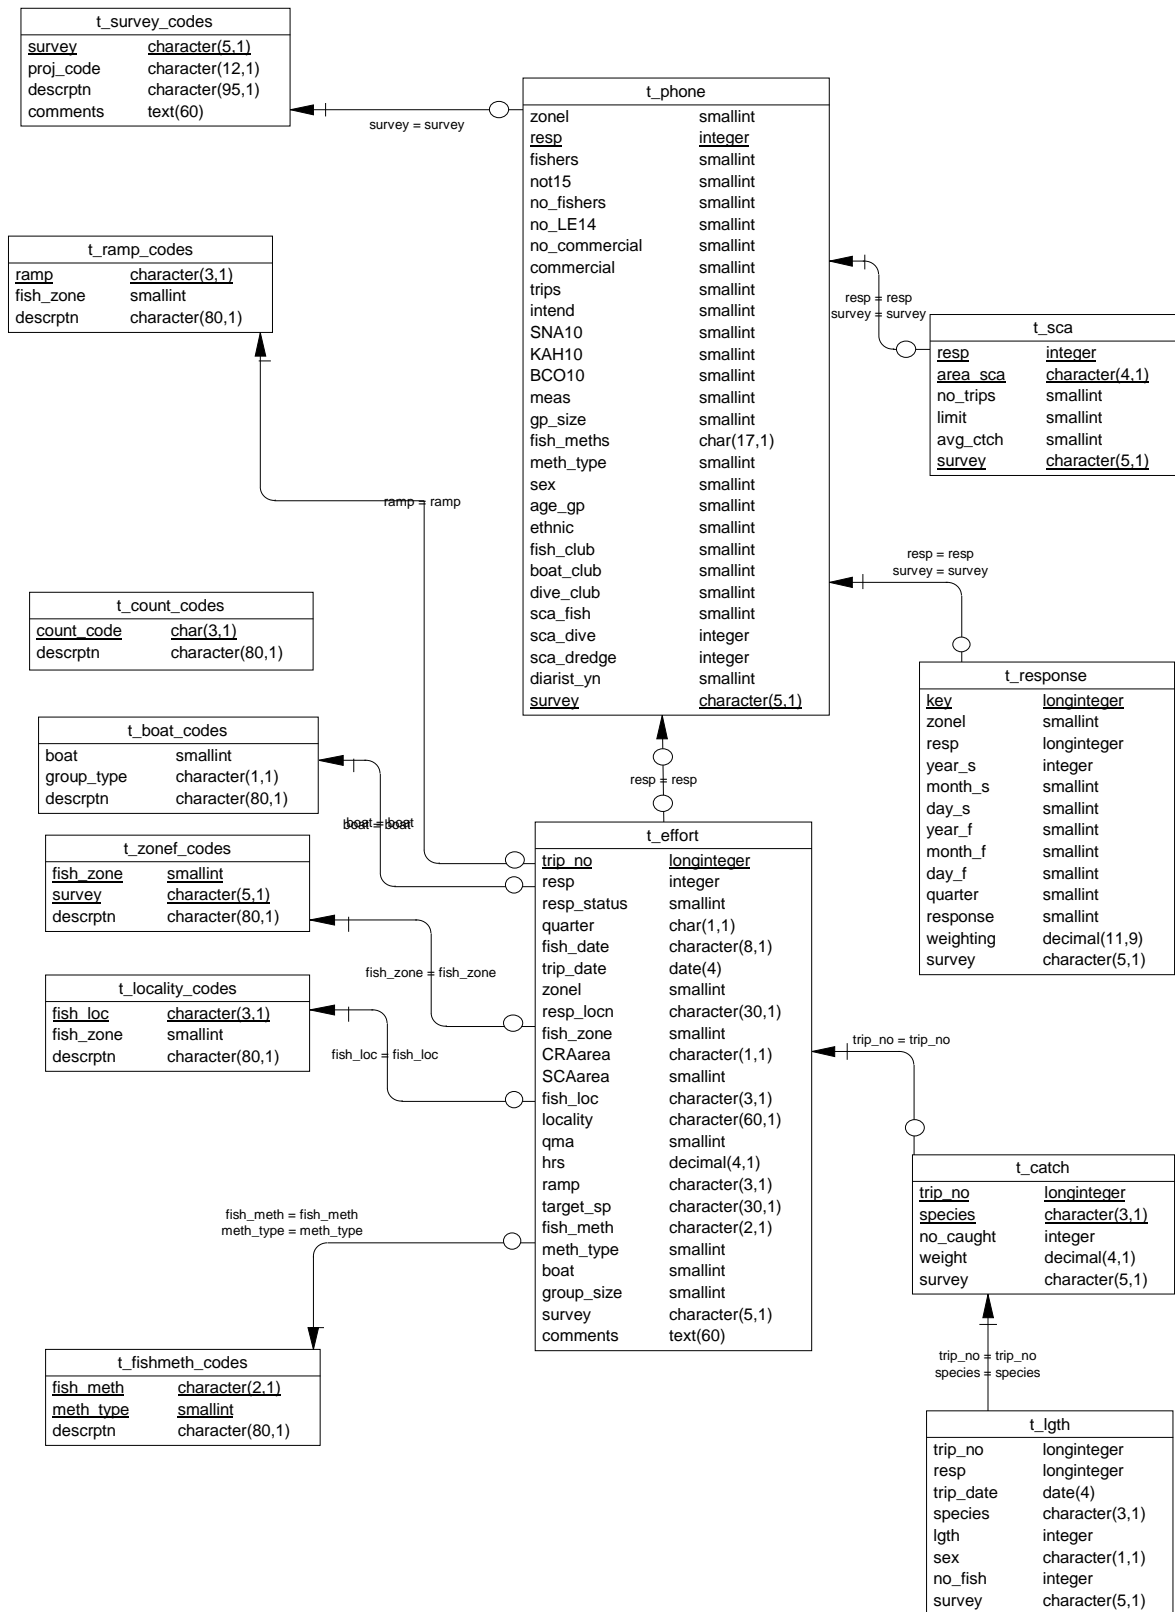 t_survey_codes
survey character(5,1)
proj_code character(12,1)
descrptn character(95,1)
comments text(60)
survey = survey
t_phone
zonel smallint
resp integer
fishers smallint
not15 smallint
no_fishers smallint
no_LE14 smallint
no_commercial smallint
commercial smallint
trips smallint
intend smallint
SNA10 smallint
KAH10 smallint
BCO10 smallint
meas smallint
gp_size smallint
fish_meths char(17,1)
meth_type smallint
sex smallint
age_gp smallint
ethnic smallint
fish_club smallint
boat_club smallint
dive_club smallint
sca_fish smallint
sca_dive integer
sca_dredge integer
diarist_yn smallint
survey character(5,1)
t_ramp_codes
ramp character(3,1)
fish_zone smallint
descrptn character(80,1)
resp = resp
survey = survey
t_sca
resp integer
area_sca character(4,1)
no_trips smallint
limit smallint
avg_ctch smallint
survey character(5,1)
ramp = ramp
resp = resp
survey = survey
t_count_codes
count_code char(3,1)
descrptn character(80,1)
t_response
key longinteger
zonel smallint
resp longinteger
year_s integer
month_s smallint
day_s smallint
year_f smallint
month_f smallint
day_f smallint
quarter smallint
response smallint
weighting decimal(11,9)
survey character(5,1)
t_boat_codes
boat smallint
group_type character(1,1)
descrptn character(80,1)
resp = resp
boat = boat
boat = boat
t_zonef_codes
fish_zone smallint
survey character(5,1)
descrptn character(80,1)
fish_zone = fish_zone
t_locality_codes
fish_loc character(3,1)
fish_zone smallint
descrptn character(80,1)
fish_loc = fish_loc
t_effort
trip_no longinteger
resp integer
resp_status smallint
quarter char(1,1)
fish_date character(8,1)
trip_date date(4)
zonel smallint
resp_locn character(30,1)
fish_zone smallint
CRAarea character(1,1)
SCAarea smallint
fish_loc character(3,1)
locality character(60,1)
qma smallint
hrs decimal(4,1)
ramp character(3,1)
target_sp character(30,1)
fish_meth character(2,1)
meth_type smallint
boat smallint
group_size smallint
survey character(5,1)
comments text(60)
trip_no = trip_no
t_catch
trip_no longinteger
species character(3,1)
no_caught integer
weight decimal(4,1)
survey character(5,1)
fish_meth = fish_meth
meth_type = meth_type
t_fishmeth_codes
fish_meth character(2,1)
meth_type smallint
descrptn character(80,1)
trip_no = trip_no
species = species
t_lgth
trip_no longinteger
resp longinteger
trip_date date(4)
species character(3,1)
lgth integer
sex character(1,1)
no_fish integer
survey character(5,1)